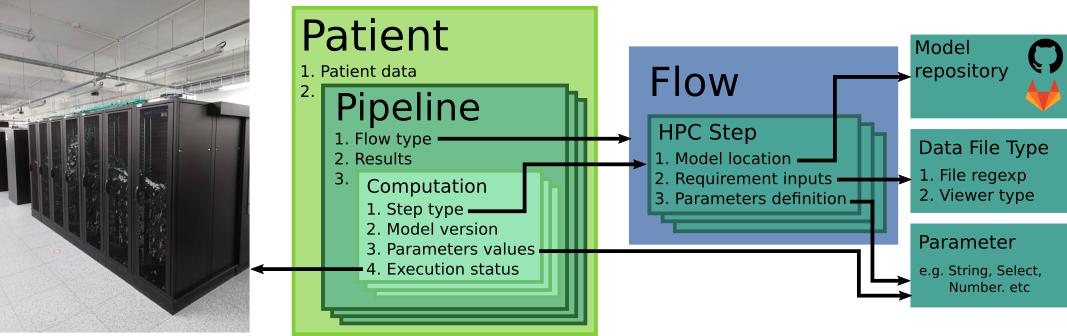 Patient
1. Patient data
2.
Pipeline
1. Flow type
2. Results
3.
Computation
1. Step type
2. Model version
3. Parameters values
4. Execution status
Flow
HPC Step
1. Model location
2. Requirement inputs
3. Parameters definition
Model
repository
Data File Type
1. File regexp
2. Viewer type
Parameter
e.g. String, Select,
Number. etc